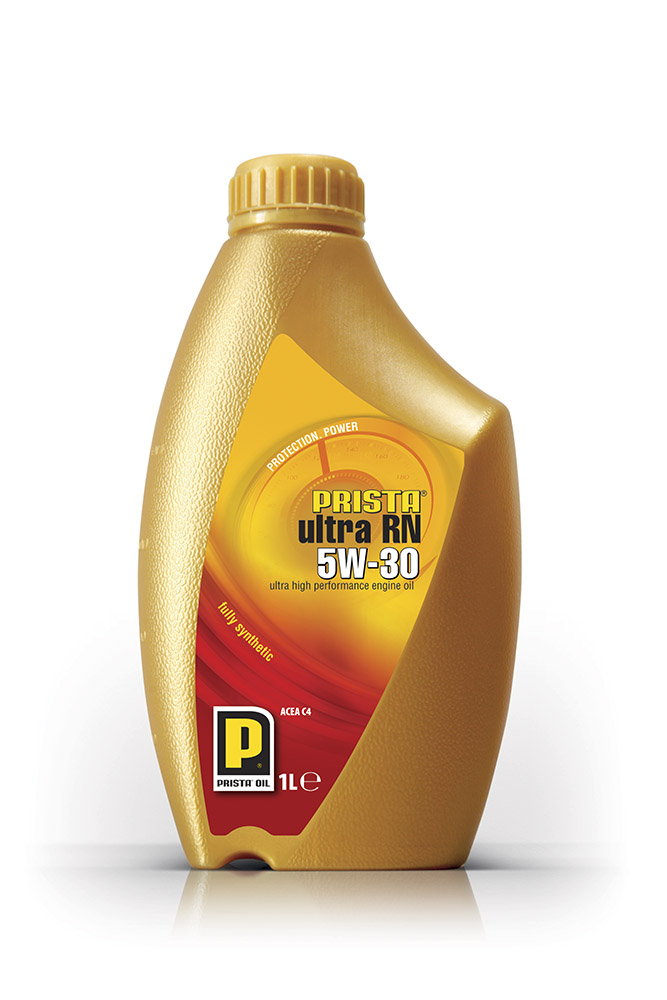 PROTECTION. POWER
PRISTA®
ultra RN
5W-30
ultra high performance engine oil
fully synthetic
ACEA C4
P®
PRISTA® OIL
1L℮